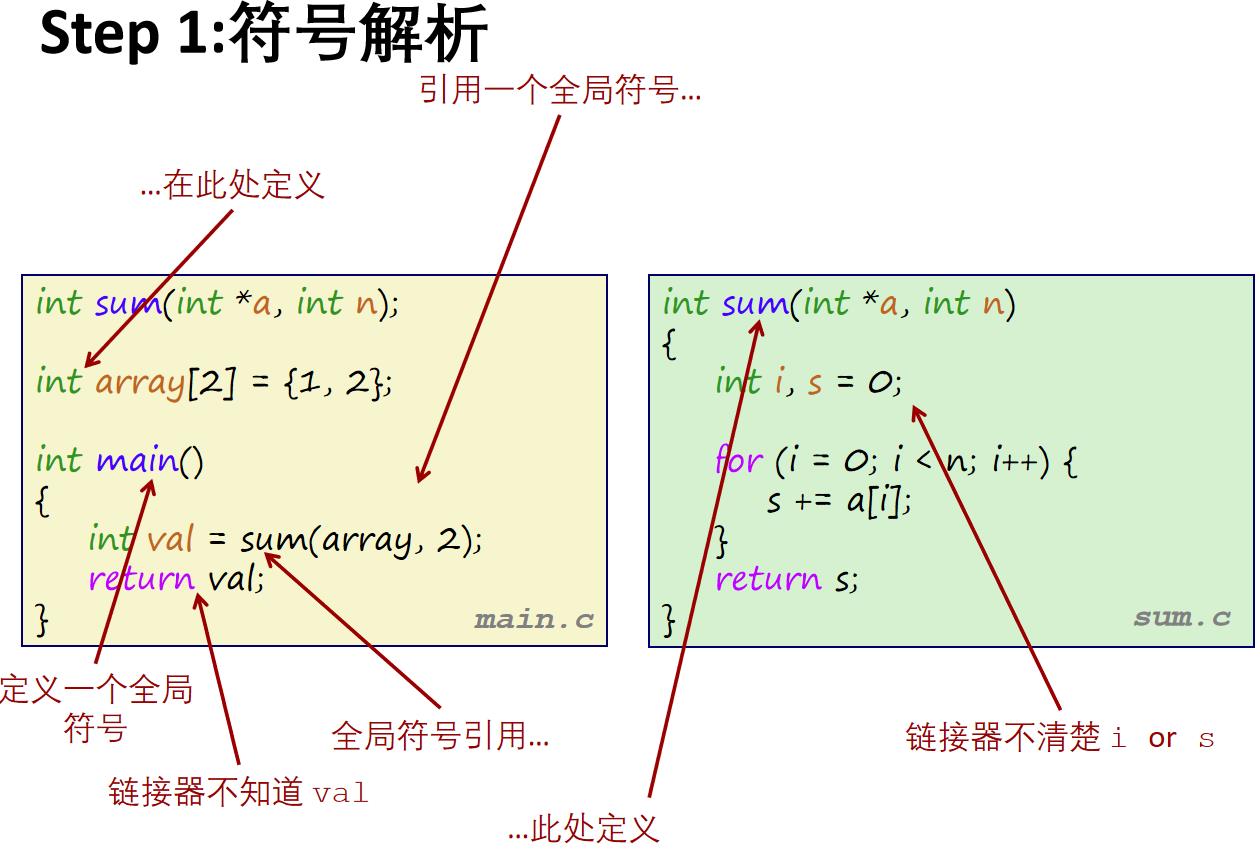 Step 1:符号解析
引用一个全局符号…
…在此处定义
int sum(int *a, int n);
int array[2] = {1, 2};
int main()
{
int val = sum(array, 2);
return val;
}
main.c
int sum(int *a, int n)
{
int i, s = 0;
for (i = 0; i < n; i++) {
s += a[i];
}
return s;
}
sum.c
定义一个全局
符号
链接器不知道 val
全局符号引用…
…此处定义
链接器不清楚 i or s